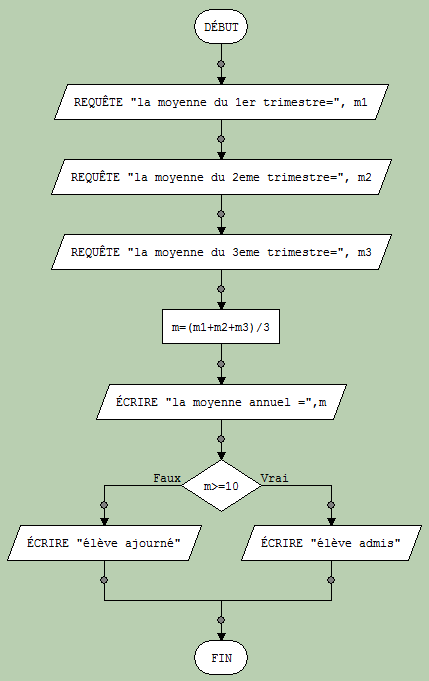 DÉBUT
REQUÊTE "la moyenne du 1er trimestre=", m1
REQUÊTE "la moyenne du 2eme trimestre=", m2
REQUÊTE "la moyenne du 3eme trimestre=", m3
m=(m1+m2+m3)/3
ÉCRIRE "la moyenne annuel =",m
Faux
m>=10
Vrai
ÉCRIRE "élève ajourné"
ÉCRIRE "élève admis"
FIN